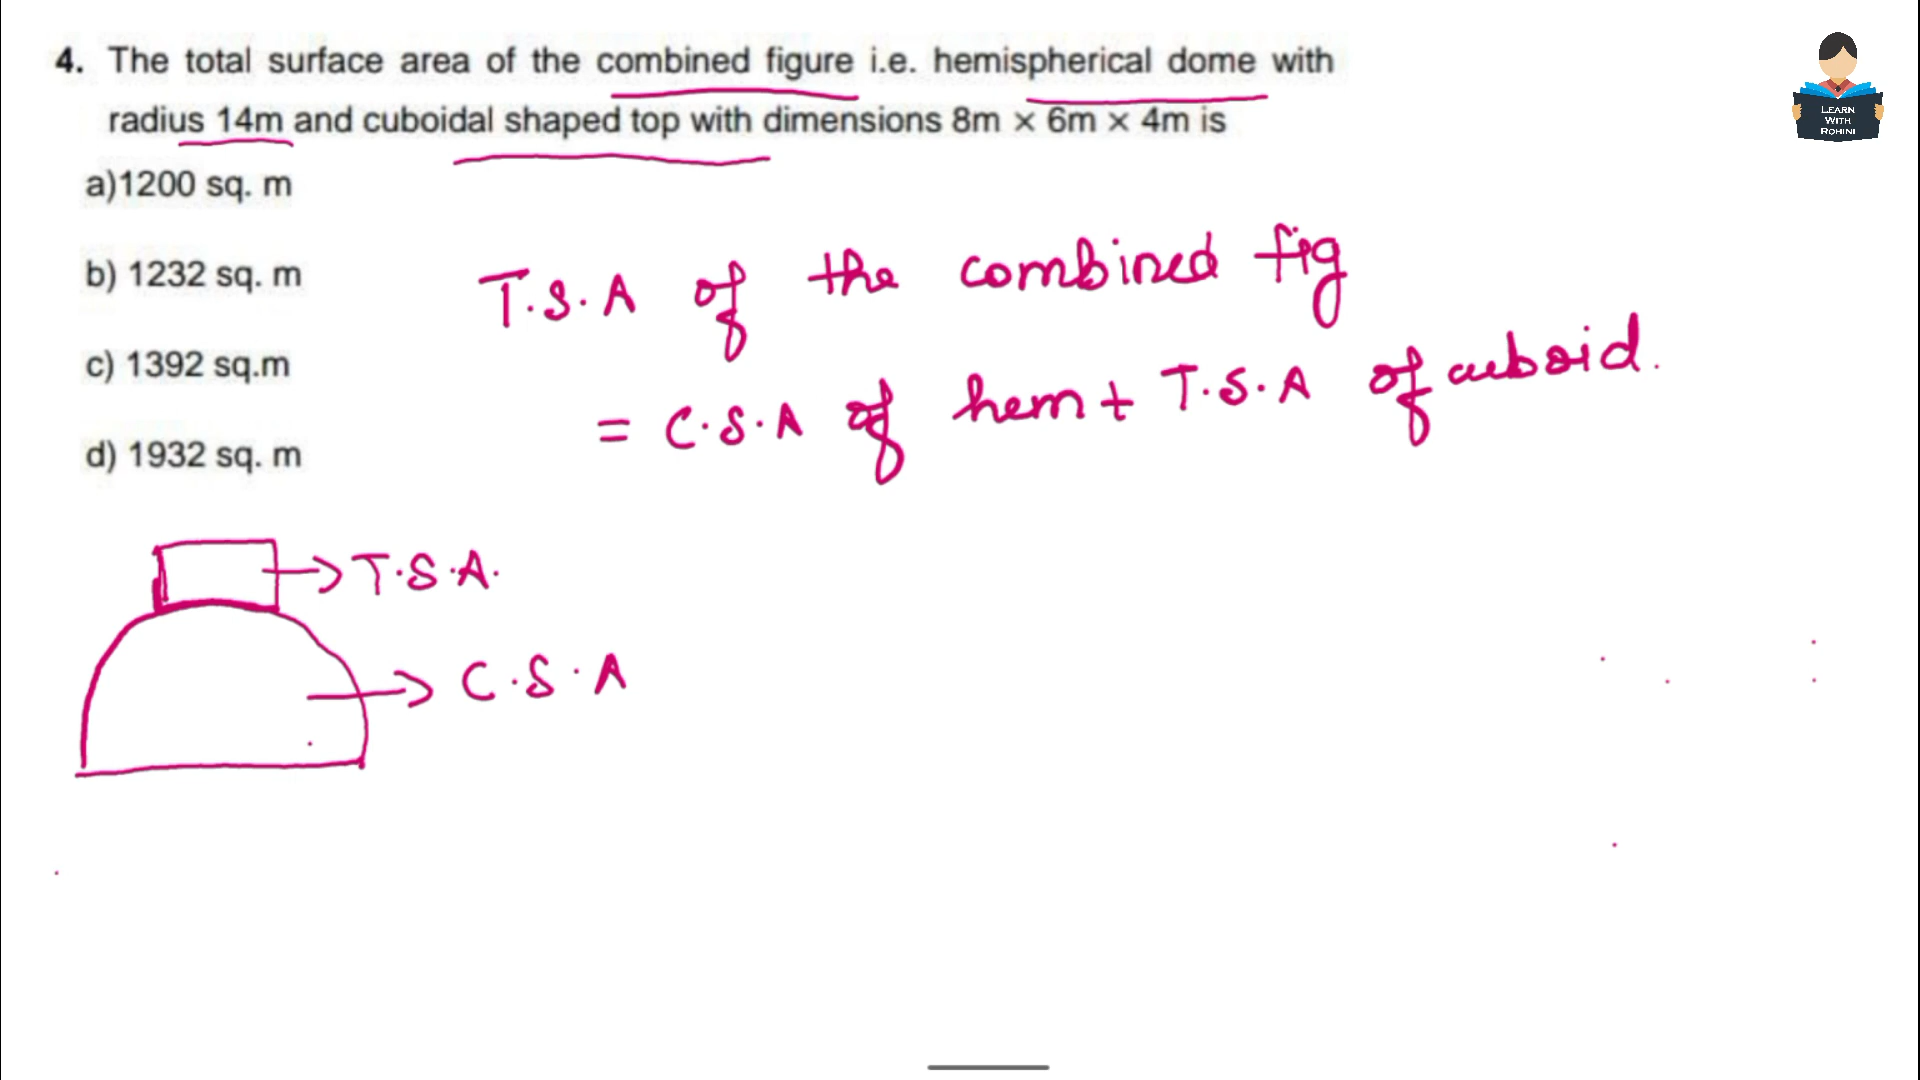 4. The total surface area of the combined figure i.e. hemispherical dome with
radius 14m and cuboidal shaped top with dimensions 8m × 6m × 4m is
a)1200 sq. m
b) 1232 sq. m
c) 1392 sq.m
d) 1932 sq. m
T.S.A of the combined fig
= C.S.A of hem + T.S.A of cuboid.
→ T.S.A.
→ C.S.A
LEARN
WITH
ROHINI